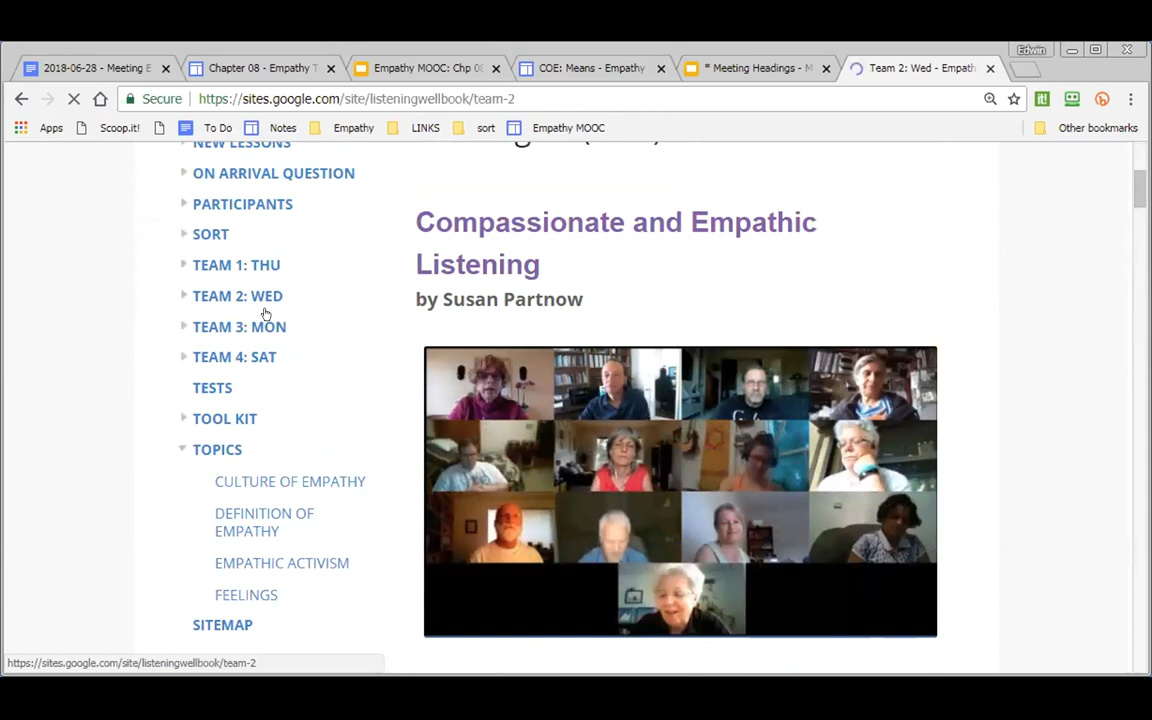 Edwin
2018-06-28 - Meeting E
Chapter 08 - Empathy T
Empathy MOOC: Chp 08
COE: Means - Empathy
* Meeting Headings - M
Team 2: Wed - Empath
Secure
https://sites.google.com/site/listeningwellbook/team-2
Apps
Scoop.it!
To Do
Notes
Empathy
LINKS
sort
Empathy MOOC
Other bookmarks
NEW LESSONS
ON ARRIVAL QUESTION
PARTICIPANTS
SORT
TEAM 1: THU
TEAM 2: WED
TEAM 3: MON
TEAM 4: SAT
TESTS
TOOL KIT
TOPICS
CULTURE OF EMPATHY
DEFINITION OF
EMPATHY
EMPATHIC ACTIVISM
FEELINGS
SITEMAP
Compassionate and Empathic
Listening
by Susan Partnow
https://sites.google.com/site/listeningwellbook/team-2